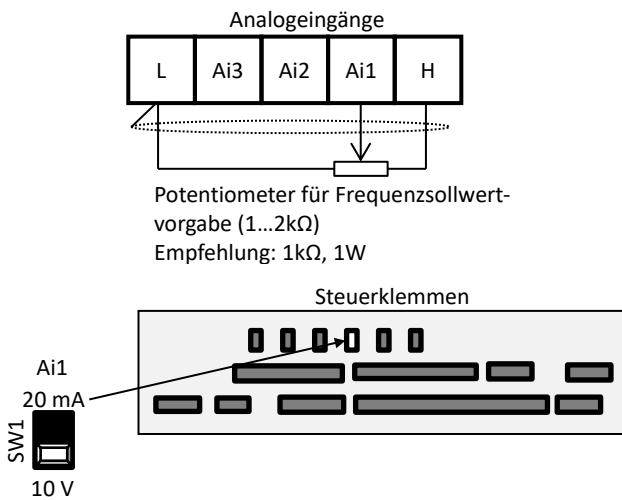 Analogeingänge
L Ai3 Ai2 Ai1 H
Potentiometer für Frequenzsollwert-
vorgabe (1...2kΩ)
Empfehlung: 1kΩ, 1W
Steuerklemmen
Ai1
20 mA
SW1
10 V